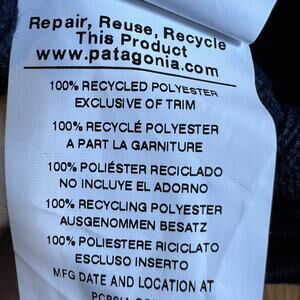 Repair, Reuse, Recycle
This Product
www.patagonia.com
100% RECYCLED POLYESTER
EXCLUSIVE OF TRIM
100% RECYCLÉ POLYESTER
A PART LA GARNITURE
100% POLIÉSTER RECICLADO
NO INCLUYE EL ADORNO
100% RECYCLING POLYESTER
AUSGENOMMEN BESATZ
100% POLIESTERE RICICLATO
ESCLUSO INSERTO
MFG DATE AND LOCATION AT